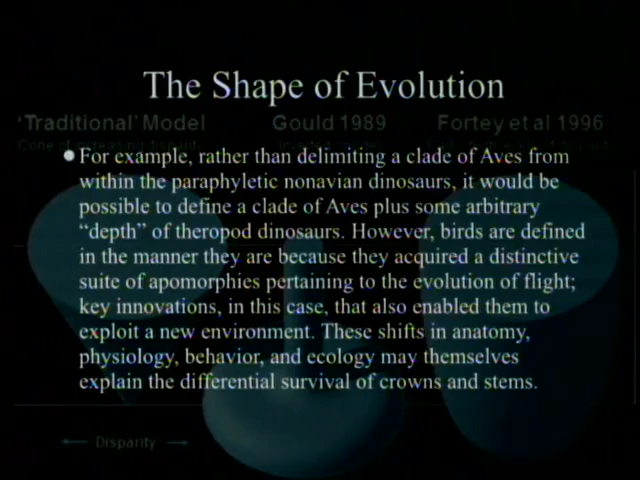 The Shape of Evolution
'Traditional' Model Gould 1989 Fortey et al 1996
For example, rather than delimiting a clade of Aves from
within the paraphyletic nonavian dinosaurs, it would be
possible to define a clade of Aves plus some arbitrary
“depth” of theropod dinosaurs. However, birds are defined
in the manner they are because they acquired a distinctive
suite of apomorphies pertaining to the evolution of flight;
key innovations, in this case, that also enabled them to
exploit a new environment. These shifts in anatomy,
physiology, behavior, and ecology may themselves
explain the differential survival of crowns and stems.
Disparity